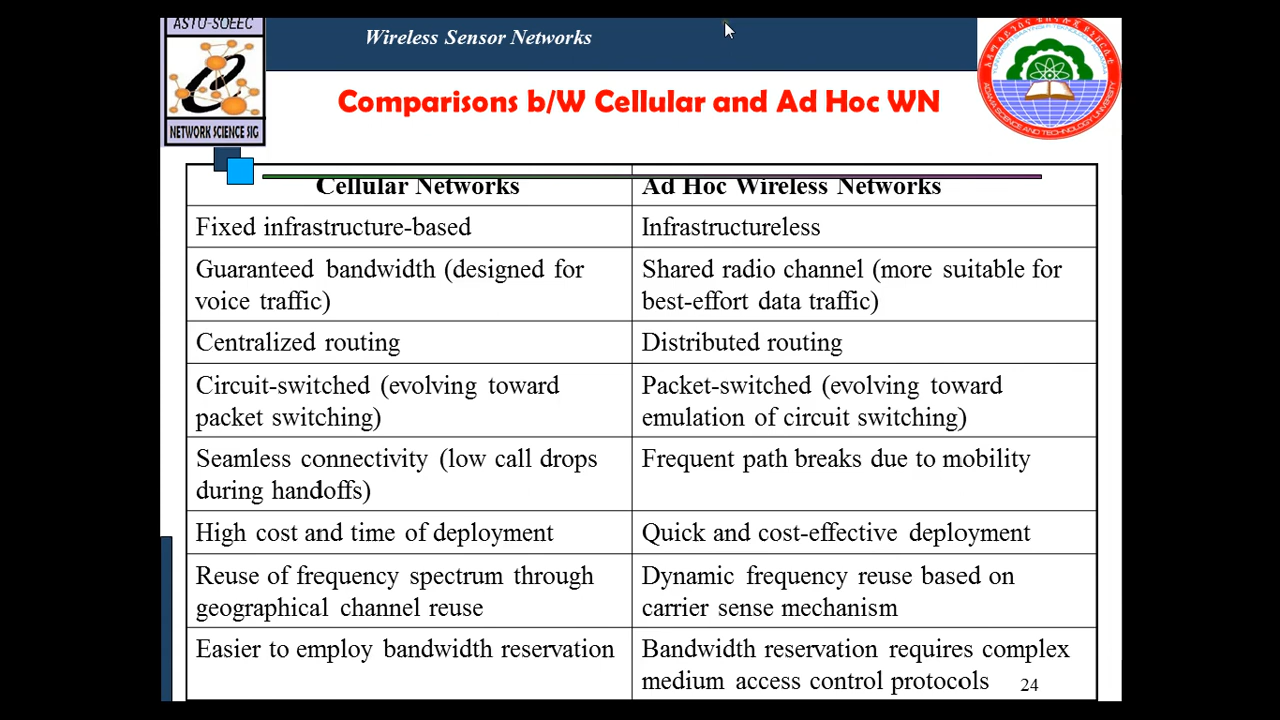 ASTU-SOEEC
Wireless Sensor Networks
NETWORK SCIENCE SIG
ADAMA SCIENCE AND TECHNOLOGY UNIVERSITY
Comparisons b/W Cellular and Ad Hoc WN
Cellular Networks
Ad Hoc Wireless Networks
Fixed infrastructure-based
Infrastructureless
Guaranteed bandwidth (designed for
voice traffic)
Shared radio channel (more suitable for
best-effort data traffic)
Centralized routing
Distributed routing
Circuit-switched (evolving toward
packet switching)
Packet-switched (evolving toward
emulation of circuit switching)
Seamless connectivity (low call drops
during handoffs)
Frequent path breaks due to mobility
High cost and time of deployment
Quick and cost-effective deployment
Reuse of frequency spectrum through
geographical channel reuse
Dynamic frequency reuse based on
carrier sense mechanism
Easier to employ bandwidth reservation
Bandwidth reservation requires complex
medium access control protocols
24